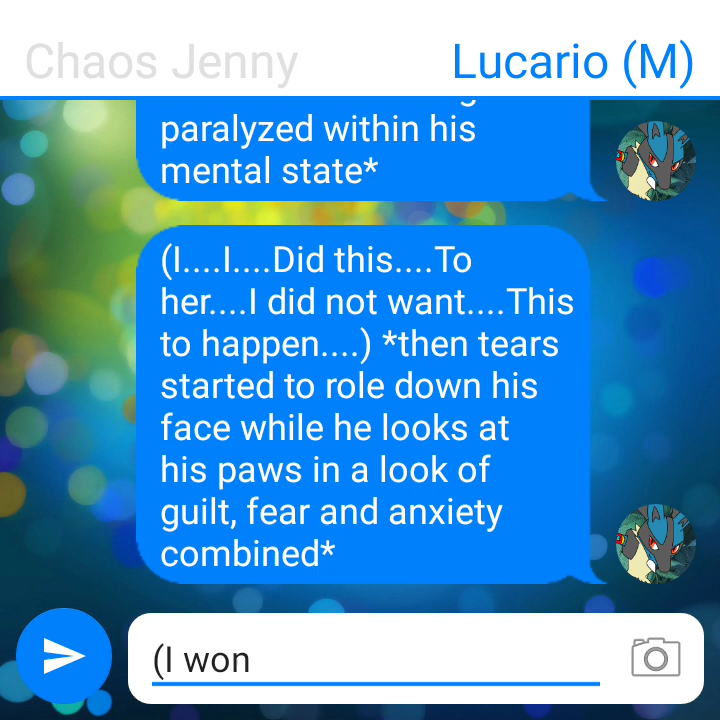 Chaos Jenny Lucario (M)
paralyzed within his
mental state*
(I....I....Did this....To
her....I did not want....This
to happen....) *then tears
started to role down his
face while he looks at
his paws in a look of
guilt, fear and anxiety
combined*
(I won